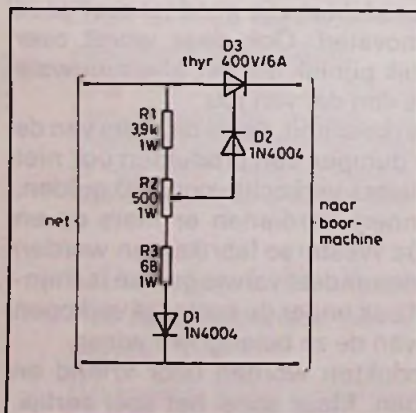 D3
thyr 400V/6A
R1
3,9k
1W
D2
1N4004
R2
500
1W
net
naar
boor-
machine
R3
68
1W
D1
1N4004